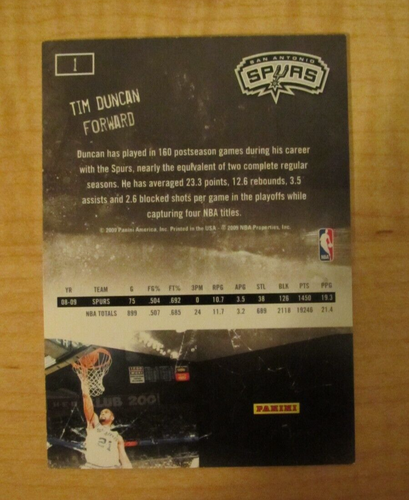 1
SAN ANTONIO
SPURS
TIM DUNCAN
FORWARD
Duncan has played in 160 postseason games during his career
with the Spurs, nearly the equivalent of two complete regular
seasons. He has averaged 23.3 points, 12.6 rebounds, 3.5
assists and 2.6 blocked shots per game in the playoffs while
capturing four NBA titles.
© 2009 Panini America, Inc. Printed in the USA © 2009 NBA Properties, Inc.
YR TEAM G FG% FT% 3PM RPG APG STL BLK PTS PPG
08-09 SPURS 75 .504 .692 0 10.7 3.5 38 126 1450 19.3
NBA TOTALS 899 .507 .685 24 11.7 3.2 689 2118 19246 21.4
CLUB 200
PANINI
21